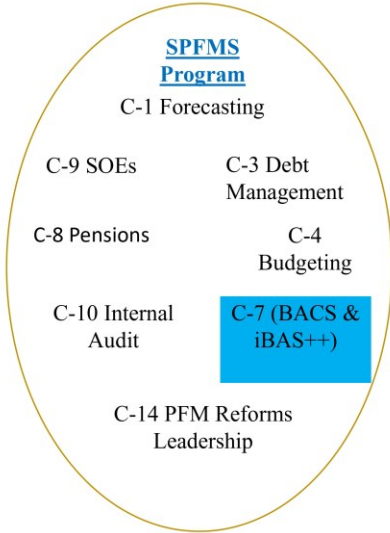 SPFMS
Program
C-1 Forecasting
C-9 SOEs
C-3 Debt
Management
C-8 Pensions
C-4
Budgeting
C-10 Internal
Audit
C-7 (BACS &
iBAS++)
C-14 PFM Reforms
Leadership